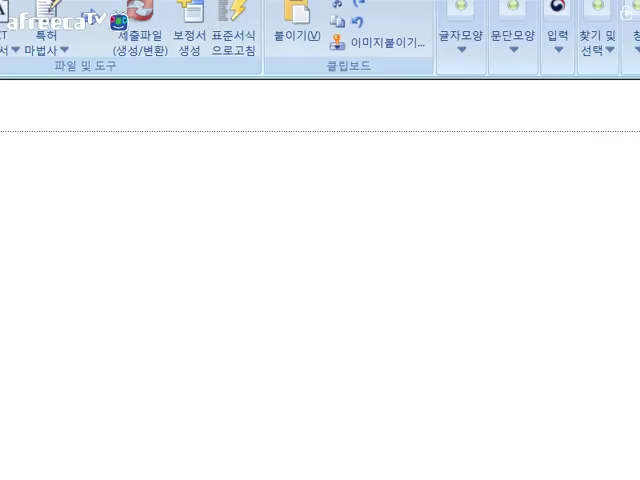 afreecaTV
특허
마법사
제출파일
(생성/변환)
보정서
생성
표준서식
으로고침
파일 및 도구
붙이기(V)
이미지붙이기...
클립보드
글자모양
문단모양
입력
찾기 및
선택